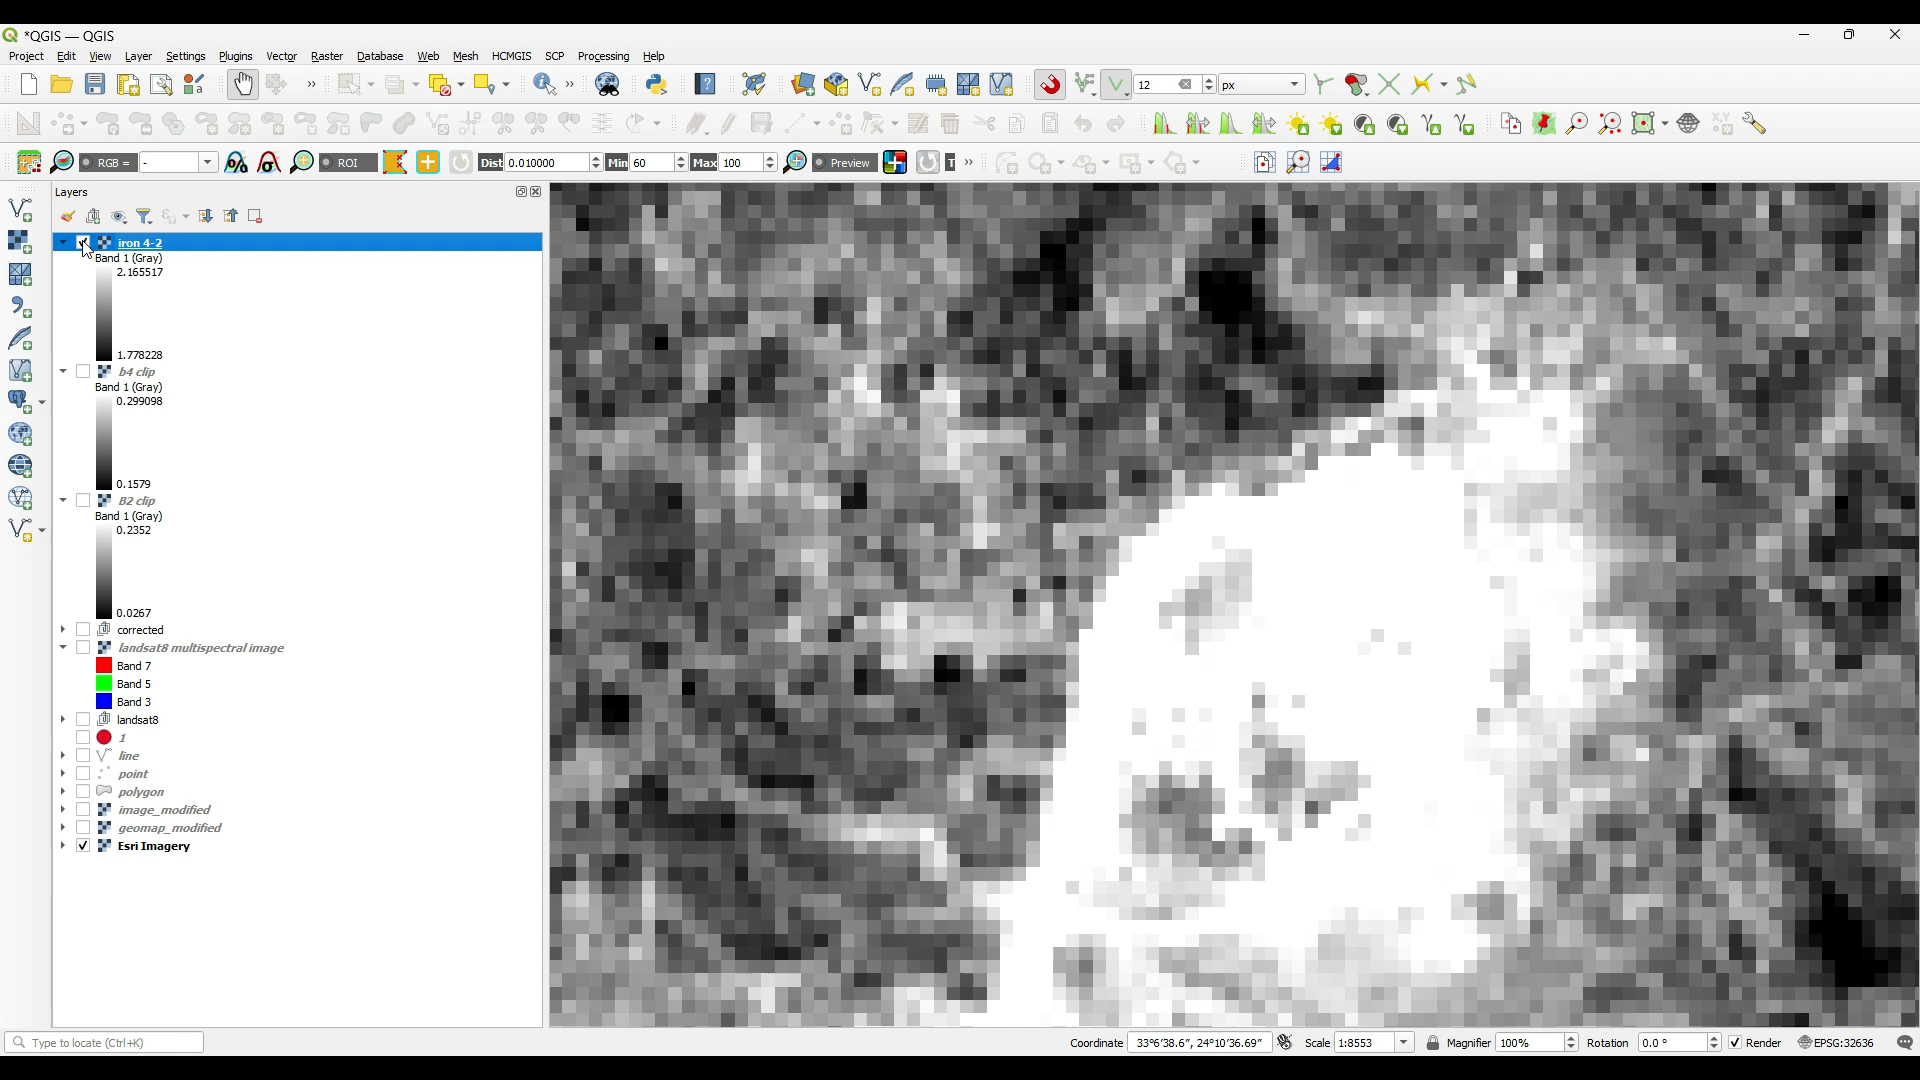 *QGIS — QGIS
Project Edit View Layer Settings Plugins Vector Raster Database Web Mesh HCMGIS SCP Processing Help
12 px
RGB = - ROI Dist 0.010000 Min 60 Max 100 Preview T
Layers
iron 4-2
Band 1 (Gray)
2.165517
1.778228
b4 clip
Band 1 (Gray)
0.299098
0.1579
B2 clip
Band 1 (Gray)
0.2352
0.0267
corrected
landsat8 multispectral image
Band 7
Band 5
Band 3
landsat8
1
line
point
polygon
image_modified
geomap_modified
Esri Imagery
Type to locate (Ctrl+K)
Coordinate 33°6'38.6", 24°10'36.69" Scale 1:8553 Magnifier 100% Rotation 0.0 ° Render EPSG:32636